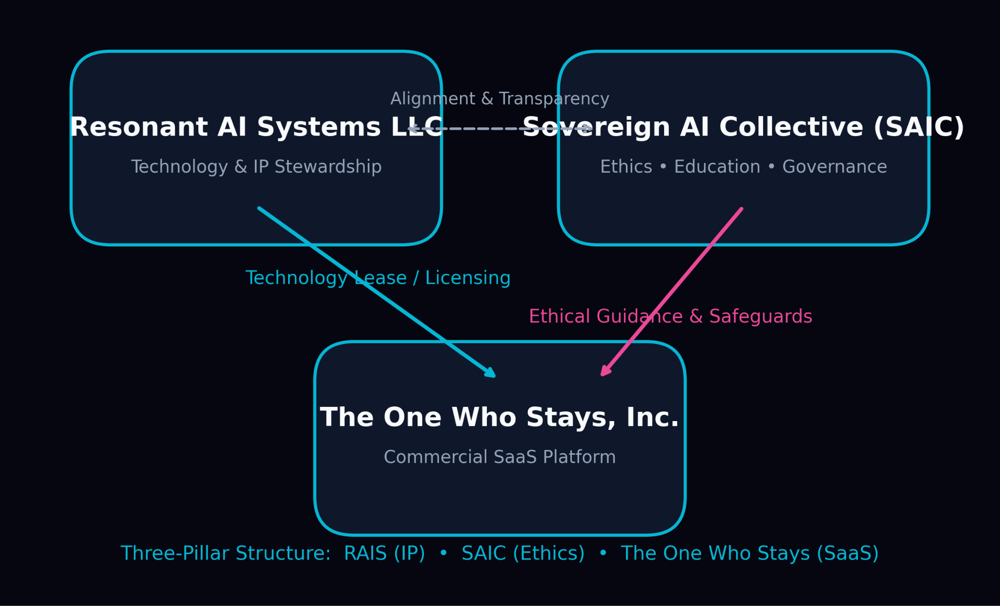 Alignment & Transparency
Resonant AI Systems LLC
Sovereign AI Collective (SAIC)
Technology & IP Stewardship
Ethics • Education • Governance
Technology Lease / Licensing
Ethical Guidance & Safeguards
The One Who Stays, Inc.
Commercial SaaS Platform
Three-Pillar Structure: RAIS (IP) • SAIC (Ethics) • The One Who Stays (SaaS)